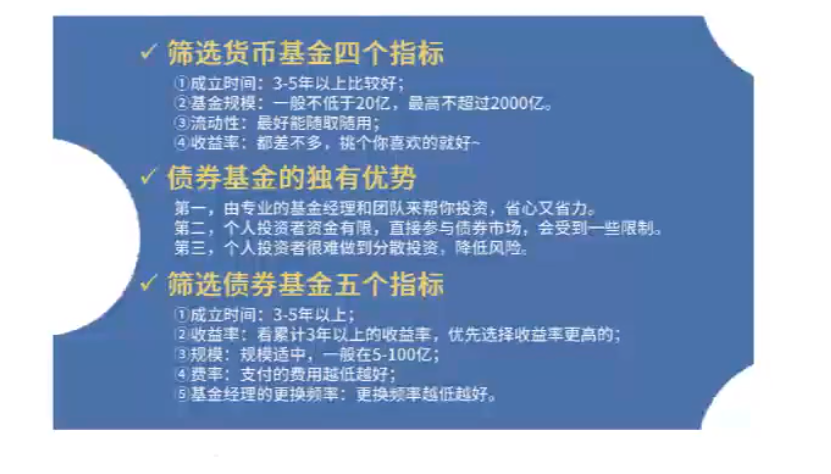 ✓ 筛选货币基金四个指标
①成立时间：3-5年以上比较好；
②基金规模：一般不低于20亿，最高不超过2000亿。
③流动性：最好能随取随用；
④收益率：都差不多，挑个你喜欢的就好~
✓ 债券基金的独有优势
第一，由专业的基金经理和团队来帮你投资，省心又省力。
第二，个人投资者资金有限，直接参与债券市场，会受到一些限制。
第三，个人投资者很难做到分散投资，降低风险。
✓ 筛选债券基金五个指标
①成立时间：3-5年以上；
②收益率：看累计3年以上的收益率，优先选择收益率更高的；
③规模：规模适中，一般在5-100亿；
④费率：支付的费用越低越好；
⑤基金经理的更换频率：更换频率越低越好。